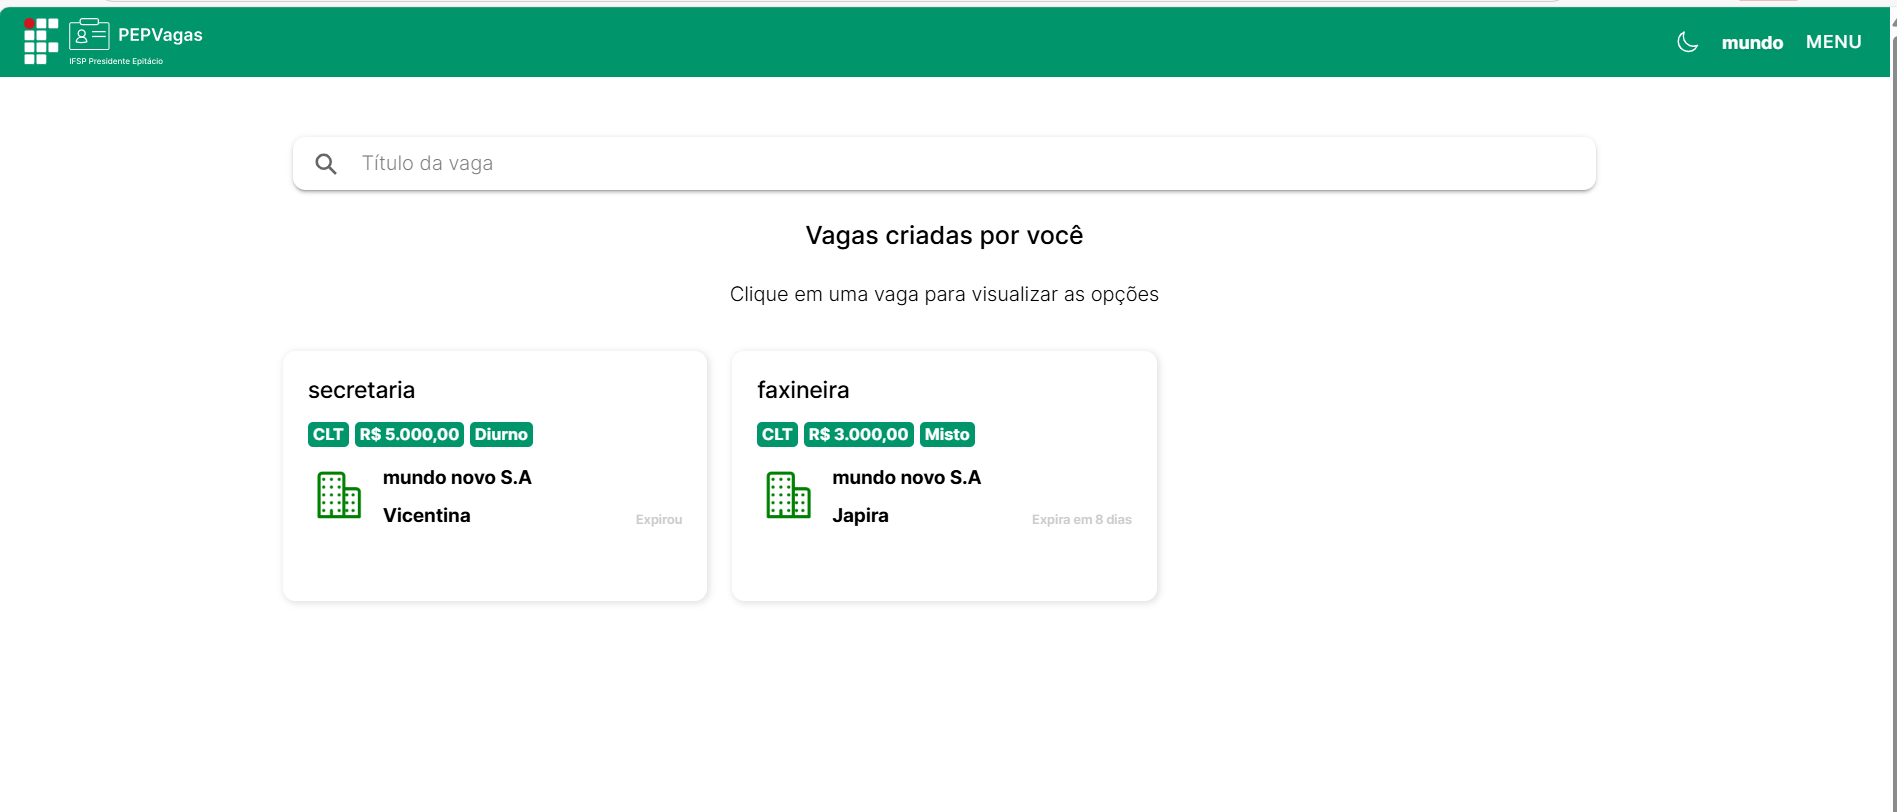 PEPVagas
IFSP Presidente Epitácio
mundo MENU
Título da vaga
Vagas criadas por você
Clique em uma vaga para visualizar as opções
secretaria
CLT R$ 5.000,00 Diurno
mundo novo S.A
Vicentina
Expirou
faxineira
CLT R$ 3.000,00 Misto
mundo novo S.A
Japira
Expira em 8 dias